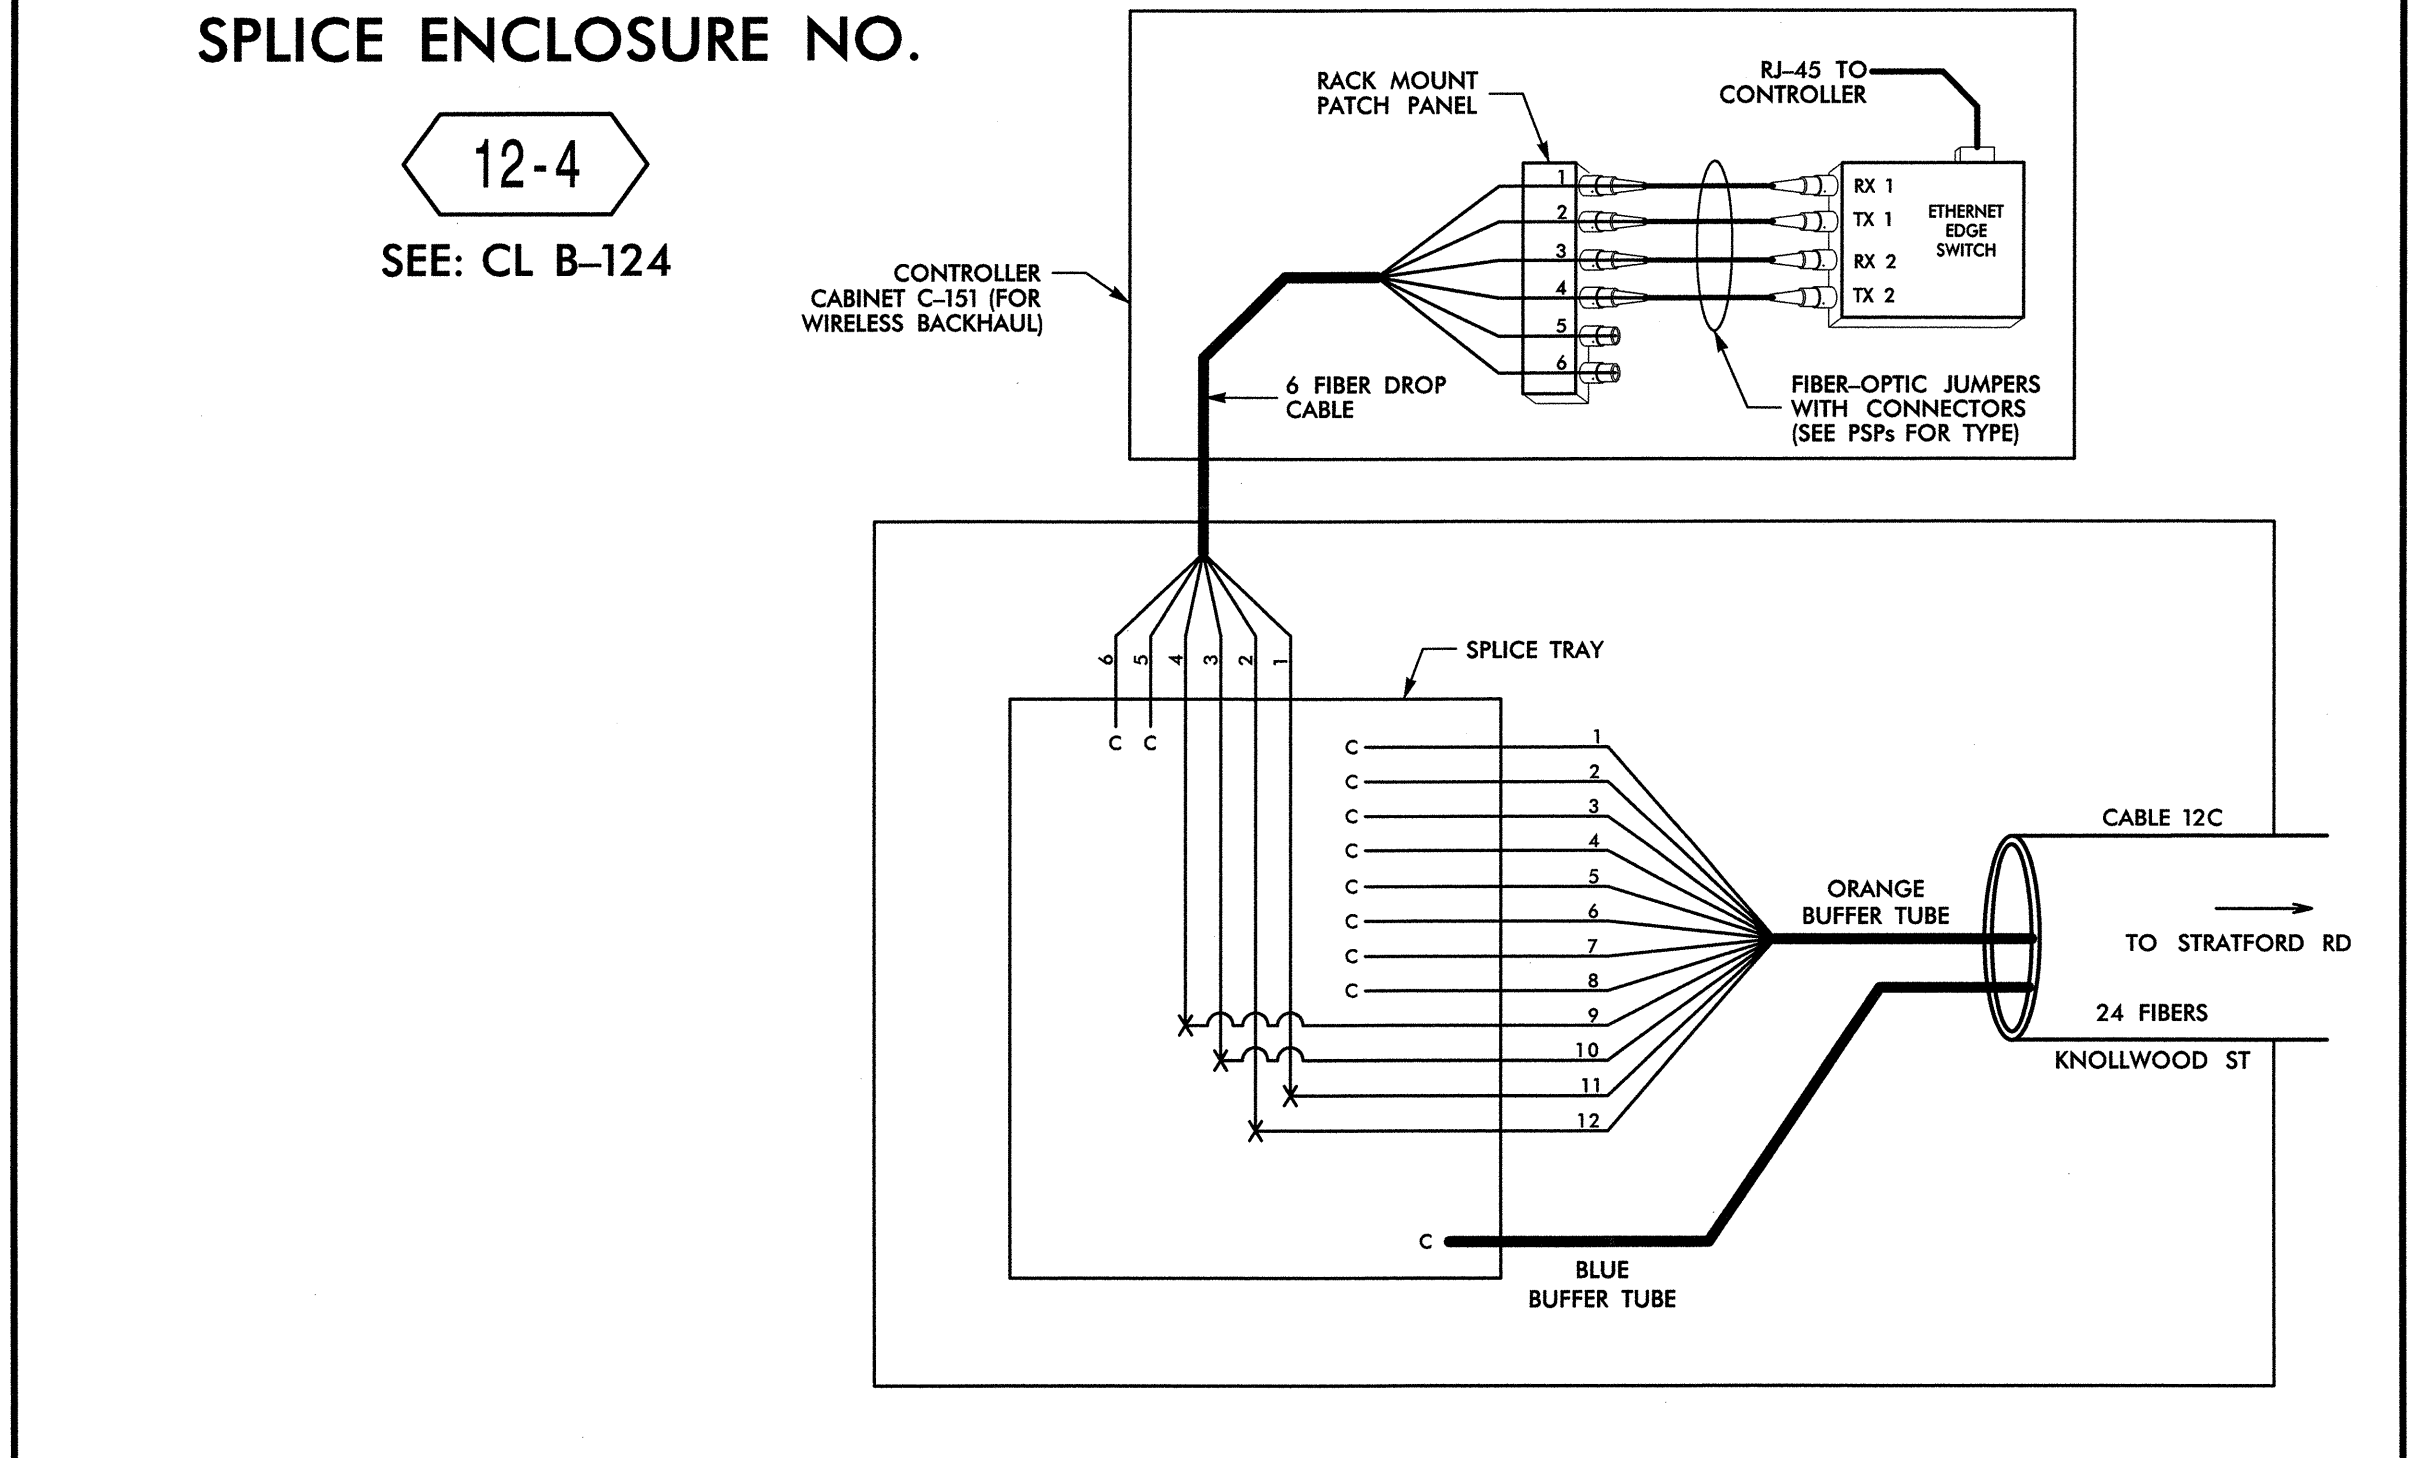 SPLICE ENCLOSURE NO.
12-4
SEE: CL B-124
RACK MOUNT
PATCH PANEL
RJ-45 TO
CONTROLLER
1
2
3
4
5
6
RX 1
TX 1
RX 2
TX 2
ETHERNET
EDGE
SWITCH
CONTROLLER
CABINET C-151 (FOR
WIRELESS BACKHAUL)
6 FIBER DROP
CABLE
FIBER-OPTIC JUMPERS
WITH CONNECTORS
(SEE PSPs FOR TYPE)
6 5 4 3 2 1
SPLICE TRAY
C C
C 1
C 2
C 3
C 4
C 5
C 6
C 7
C 8
9
10
11
12
CABLE 12C
ORANGE
BUFFER TUBE
TO STRATFORD RD
24 FIBERS
KNOLLWOOD ST
C
BLUE
BUFFER TUBE